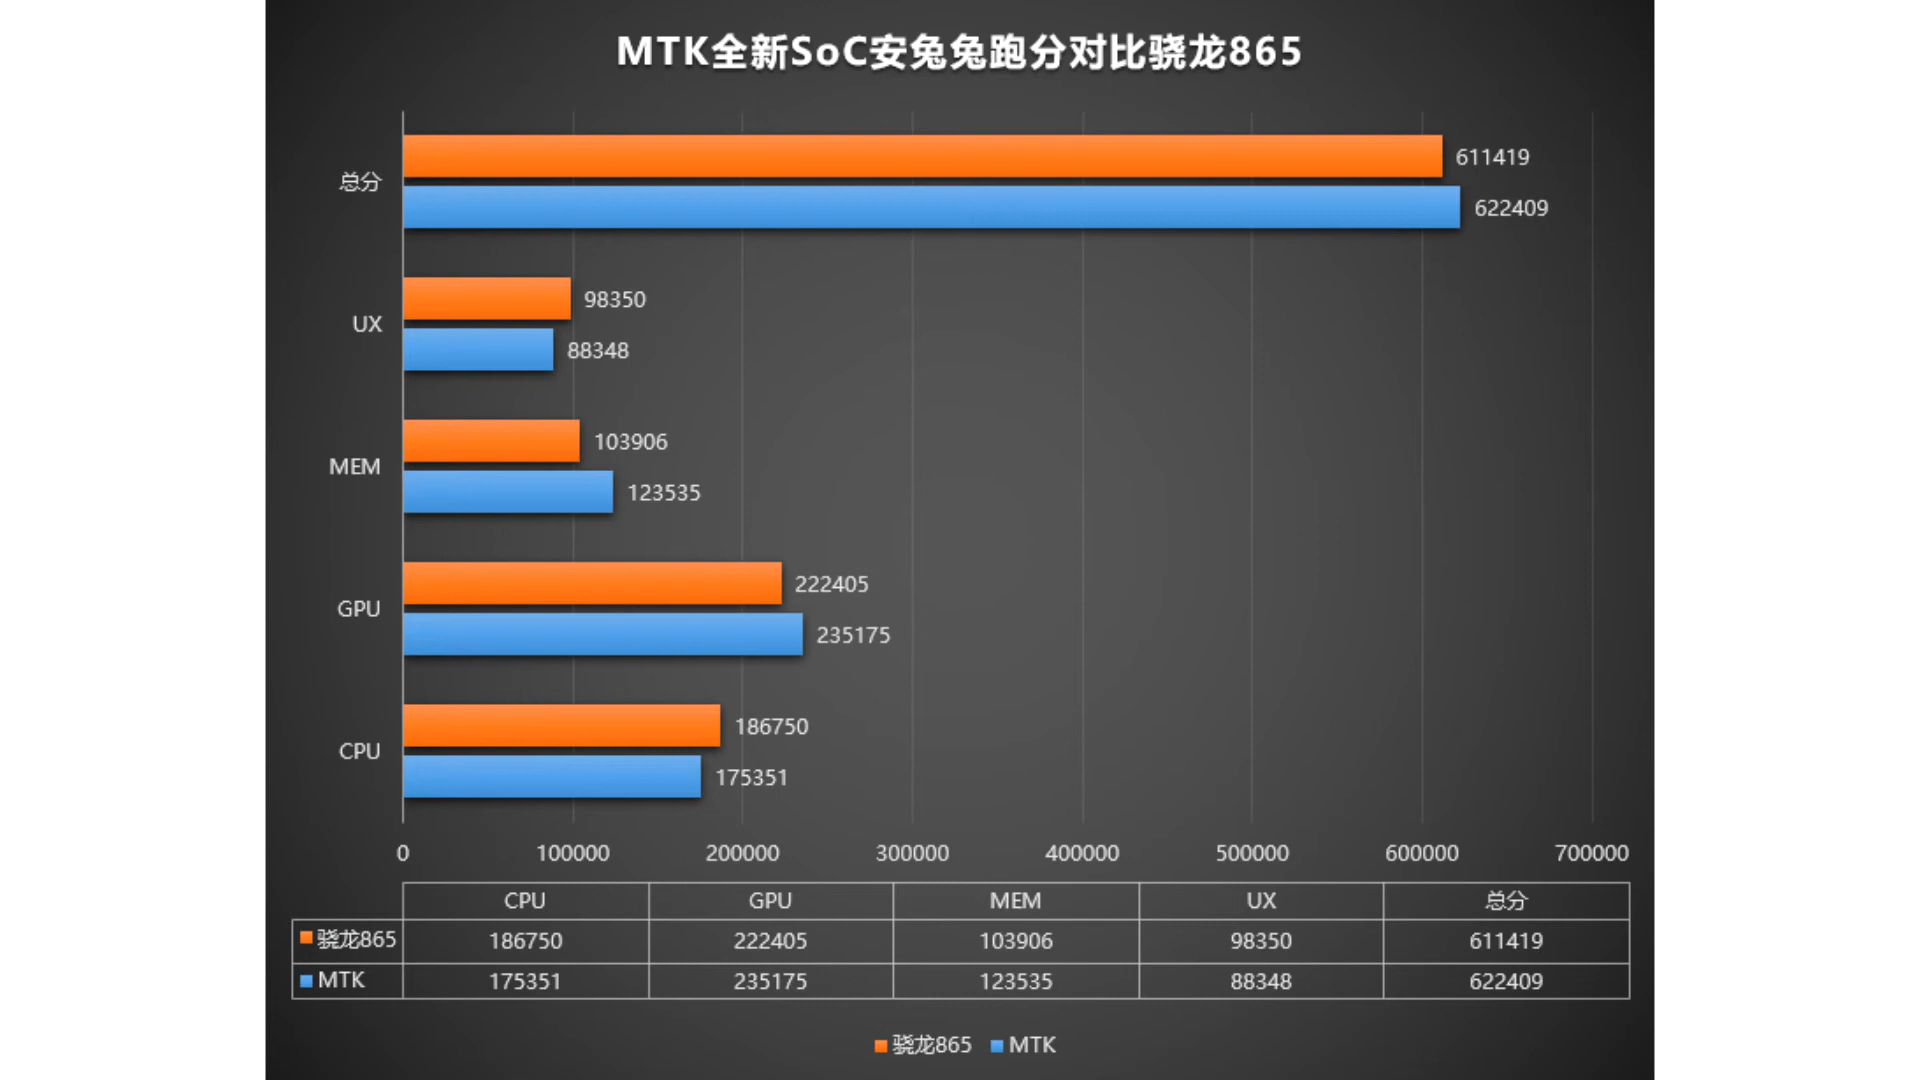 MTK全新SoC安兔兔跑分对比骁龙865
总分
611419
622409
UX
98350
88348
MEM
103906
123535
GPU
222405
235175
CPU
186750
175351
0 100000 200000 300000 400000 500000 600000 700000
CPU GPU MEM UX 总分
骁龙865 186750 222405 103906 98350 611419
MTK 175351 235175 123535 88348 622409
骁龙865 MTK